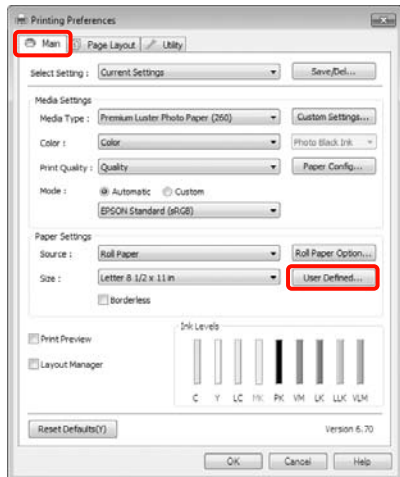 Printing Preferences
Main Page Layout Utility
Select Setting : Current Settings Save/Del...
Media Settings
Media Type : Premium Luster Photo Paper (260) Custom Settings...
Color : Color Photo Black Ink
Print Quality : Quality Paper Config...
Mode : Automatic Custom
EPSON Standard (sRGB)
Paper Settings
Source : Roll Paper Roll Paper Option...
Size : Letter 8 1/2 x 11 in User Defined...
Borderless
Ink Levels
Print Preview
Layout Manager
C Y LC MK PK VM LK LLK VLM
Reset Defaults(Y) Version 6.70
OK Cancel Help